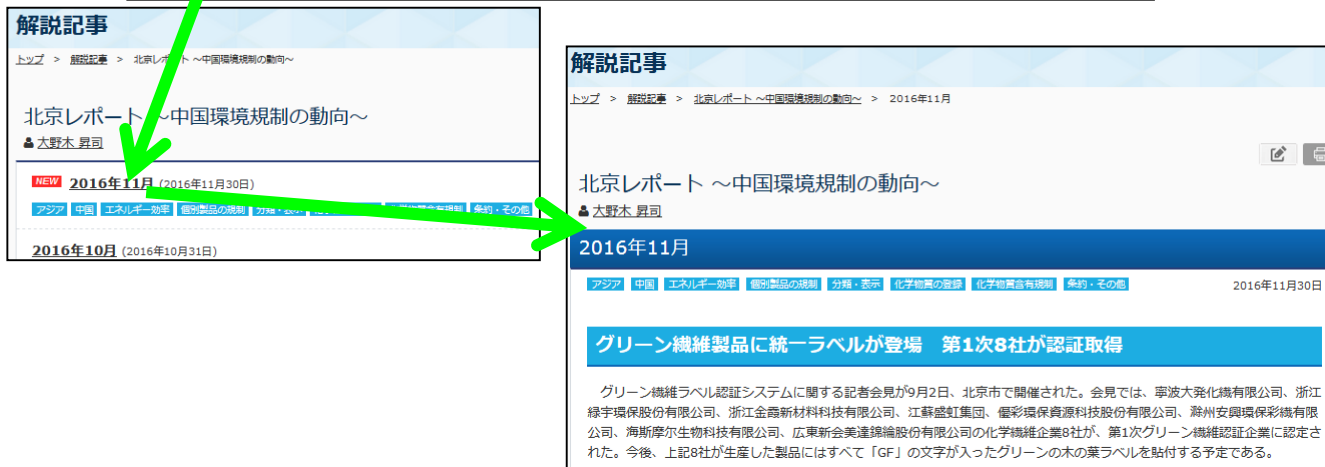 解説記事
トップ > 解説記事 > 北京レポート ～中国環境規制の動向～
北京レポート ～中国環境規制の動向～
大野木 昇司
NEW 2016年11月 (2016年11月30日)
アジア 中国 エネルギー効率 個別製品の規制 分類・表示 化学物質含有規制 条約・その他
2016年10月 (2016年10月31日)
解説記事
トップ > 解説記事 > 北京レポート ～中国環境規制の動向～ > 2016年11月
北京レポート ～中国環境規制の動向～
大野木 昇司
2016年11月
アジア 中国 エネルギー効率 個別製品の規制 分類・表示 化学物質の登録 化学物質含有規制 条約・その他 2016年11月30日
グリーン繊維製品に統一ラベルが登場 第1次8社が認証取得
グリーン繊維ラベル認証システムに関する記者会見が9月2日、北京市で開催された。会見では、寧波大発化繊有限公司、浙江
緑宇環保股份有限公司、浙江金霞新材料科技有限公司、江蘇盛虹集団、優彩環保資源科技股份有限公司、滁州安興環保彩繊有限
公司、海斯摩尔生物科技有限公司、広東新会美達錦綸股份有限公司の化学繊維企業8社が、第1次グリーン繊維認証企業に認定さ
れた。今後、上記8社が生産した製品にはすべて「GF」の文字が入ったグリーンの木の葉ラベルを貼付する予定である。